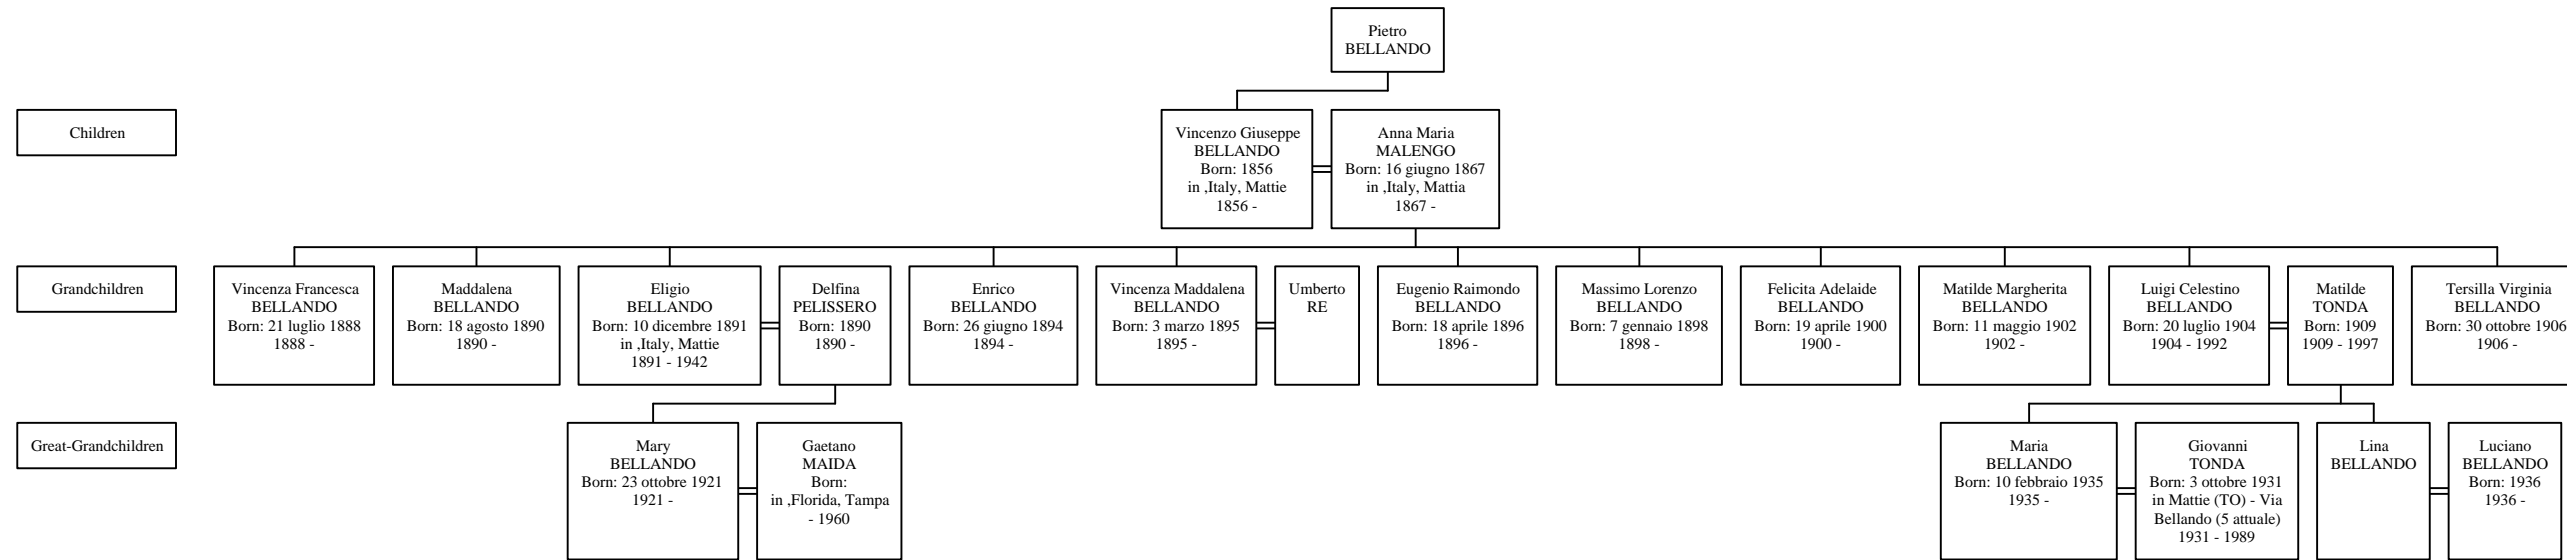 Pietro
BELLANDO
Children
Vincenzo Giuseppe
BELLANDO
Born: 1856
in ,Italy, Mattie
1856 -
Anna Maria
MALENGO
Born: 16 giugno 1867
in ,Italy, Mattia
1867 -
Grandchildren
Vincenza Francesca
BELLANDO
Born: 21 luglio 1888
1888 -
Maddalena
BELLANDO
Born: 18 agosto 1890
1890 -
Eligio
BELLANDO
Born: 10 dicembre 1891
in ,Italy, Mattie
1891 - 1942
Delfina
PELISSERO
Born: 1890
1890 -
Enrico
BELLANDO
Born: 26 giugno 1894
1894 -
Vincenza Maddalena
BELLANDO
Born: 3 marzo 1895
1895 -
Umberto
RE
Eugenio Raimondo
BELLANDO
Born: 18 aprile 1896
1896 -
Massimo Lorenzo
BELLANDO
Born: 7 gennaio 1898
1898 -
Felicita Adelaide
BELLANDO
Born: 19 aprile 1900
1900 -
Matilde Margherita
BELLANDO
Born: 11 maggio 1902
1902 -
Luigi Celestino
BELLANDO
Born: 20 luglio 1904
1904 - 1992
Matilde
TONDA
Born: 1909
1909 - 1997
Tersilla Virginia
BELLANDO
Born: 30 ottobre 1906
1906 -
Great-Grandchildren
Mary
BELLANDO
Born: 23 ottobre 1921
1921 -
Gaetano
MAIDA
Born:
in ,Florida, Tampa
- 1960
Maria
BELLANDO
Born: 10 febbraio 1935
1935 -
Giovanni
TONDA
Born: 3 ottobre 1931
in Mattie (TO) - Via
Bellando (5 attuale)
1931 - 1989
Lina
BELLANDO
Luciano
BELLANDO
Born: 1936
1936 -